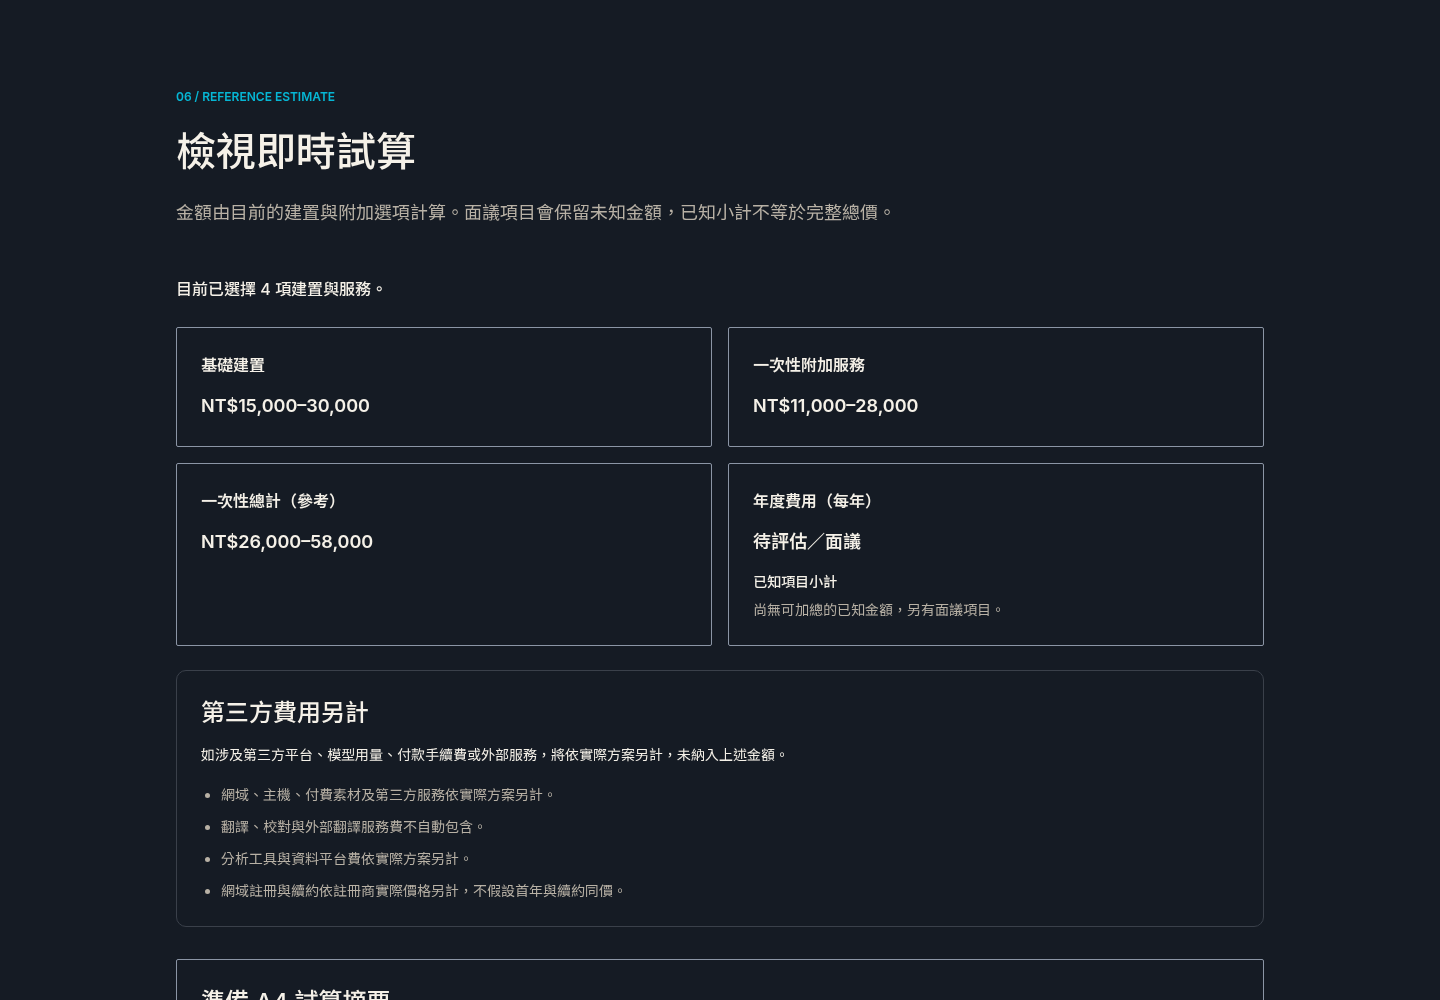 06 / REFERENCE ESTIMATE
檢視即時試算
金額由目前的建置與附加選項計算。面議項目會保留未知金額，已知小計不等於完整總價。
目前已選擇 4 項建置與服務。
基礎建置
NT$15,000–30,000
一次性附加服務
NT$11,000–28,000
一次性總計（參考）
NT$26,000–58,000
年度費用（每年）
待評估／面議
已知項目小計
尚無可加總的已知金額，另有面議項目。
第三方費用另計
如涉及第三方平台、模型用量、付款手續費或外部服務，將依實際方案另計，未納入上述金額。
• 網域、主機、付費素材及第三方服務依實際方案另計。
• 翻譯、校對與外部翻譯服務費不自動包含。
• 分析工具與資料平台費依實際方案另計。
• 網域註冊與續約依註冊商實際價格另計，不假設首年與續約同價。
準備 A4 試算摘要